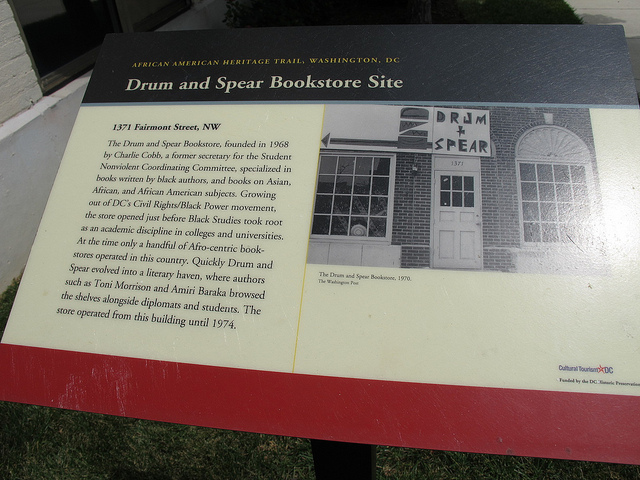 AFRICAN AMERICAN HERITAGE TRAIL, WASHINGTON, DC
Drum and Spear Bookstore Site
1371 Fairmont Street, NW
The Drum and Spear Bookstore, founded in 1968
by Charlie Cobb, a former secretary for the Student
Nonviolent Coordinating Committee, specialized in
books written by black authors, and books on Asian,
African, and African American subjects. Growing
out of DC's Civil Rights/Black Power movement,
the store opened just before Black Studies took root
as an academic discipline in colleges and universities.
At the time only a handful of Afro-centric book-
stores operated in this country. Quickly Drum and
Spear evolved into a literary haven, where authors
such as Toni Morrison and Amiri Baraka browsed
the shelves alongside diplomats and students. The
store operated from this building until 1974.
DRUM
+
SPEAR
1371
The Drum and Spear Bookstore, 1970.
The Washington Post
Cultural Tourism DC
Funded by the DC Historic Preservation